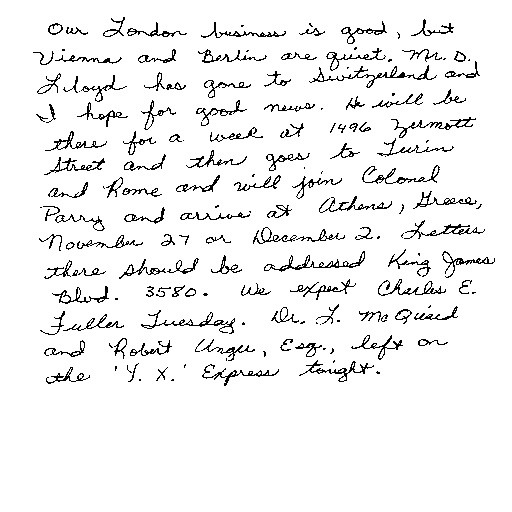 Our London business is good, but
Vienna and Berlin are quiet. Mr. D.
Lloyd has gone to Switzerland and
I hope for good news. He will be
there for a week at 1496 Zermott
Street and then goes to Turin
and Rome and will join Colonel
Parry and arrive at Athens, Greece,
November 27 or December 2. Letters
there should be addressed King James
Blvd. 3580. We expect Charles E.
Fuller Tuesday. Dr. L. McQuaid
and Robert Unger, Esq., left on
the 'Y. X.' Express tonight.